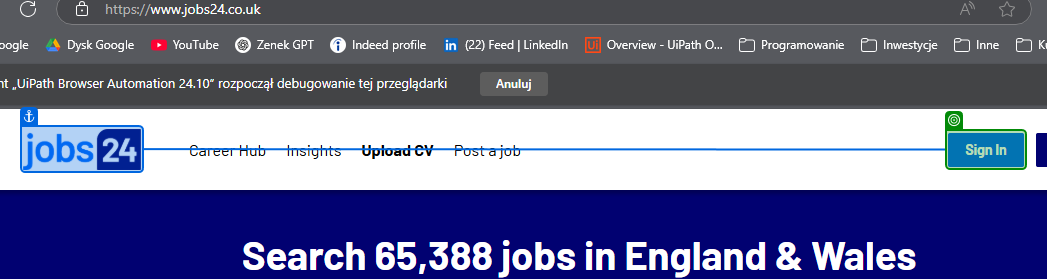 https://www.jobs24.co.uk
oogle Dysk Google YouTube Zenek GPT Indeed profile (22) Feed | LinkedIn Overview - UiPath O... Programowanie Inwestycje Inne
nt „UiPath Browser Automation 24.10” rozpoczął debugowanie tej przeglądarki Anuluj
jobs 24 Career Hub Insights Upload CV Post a job Sign In
Search 65,388 jobs in England & Wales